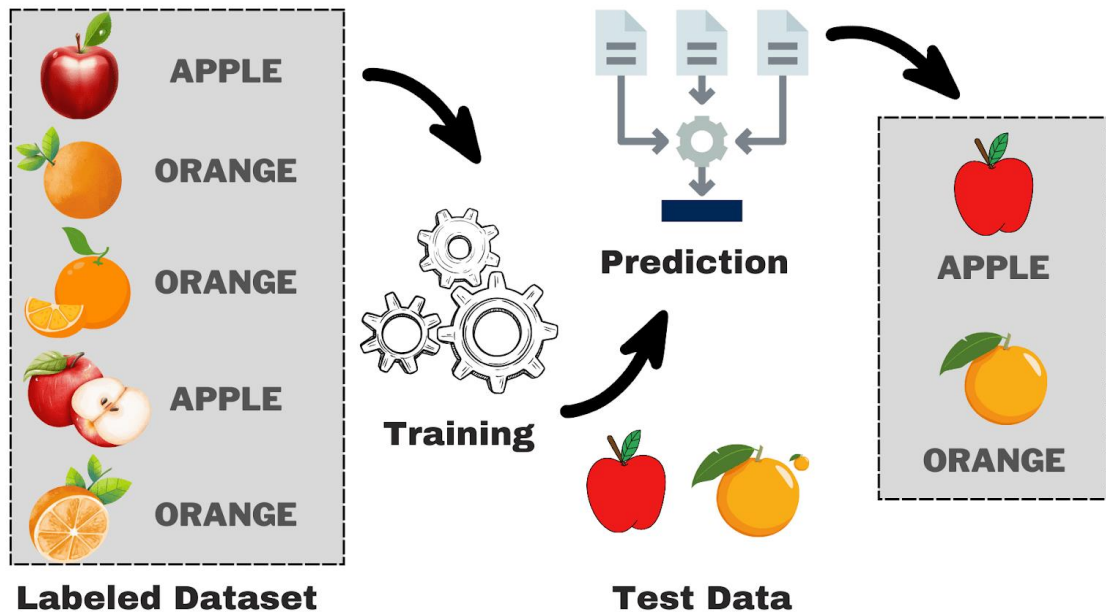 APPLE
ORANGE
ORANGE
APPLE
ORANGE
Labeled Dataset
Training
Prediction
Test Data
APPLE
ORANGE